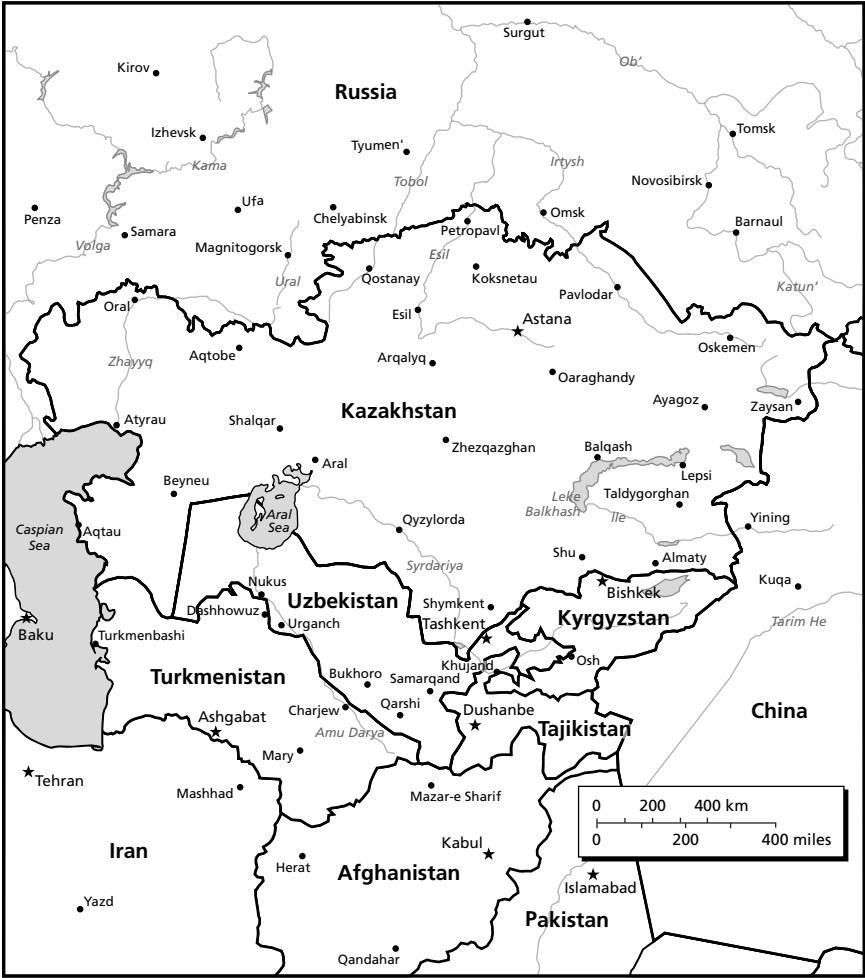 Surgut
Ob'
Kirov
Russia
Izhevsk
Tomsk
Tyumen'
Kama
Irtysh
Tobol
Novosibirsk
Ufa
Penza
Chelyabinsk
Omsk
Samara
Petropavl
Barnaul
Volga
Magnitogorsk
Esil
Ural
Qostanay
Koksnetau
Katun'
Pavlodar
Oral
Esil
Astana
Oskemen
Aqtobe
Zhayyq
Arqalyq
Oaraghandy
Ayagoz
Zaysan
Kazakhstan
Atyrau
Shalqar
Zhezqazghan
Balqash
Aral
Lepsi
Beyneu
Taldygorghan
Leke
Balkhash
Aral
Sea
Ile
Yining
Qyzylorda
Caspian
Sea
Aqtau
Shu
Almaty
Syrdariya
Nukus
Bishkek
Kuqa
Uzbekistan
Dashhowuz
Shymkent
Kyrgyzstan
Tarim He
Urganch
Tashkent
Baku
Turkmenbashi
Khujand
Osh
Turkmenistan
Bukhoro
Samarqand
Charjew
Qarshi
Dushanbe
China
Ashgabat
Tajikistan
Amu Darya
Mary
Tehran
Mashhad
Mazar-e Sharif
0 200 400 km
0 200 400 miles
Kabul
Iran
Herat
Afghanistan
Islamabad
Yazd
Pakistan
Qandahar